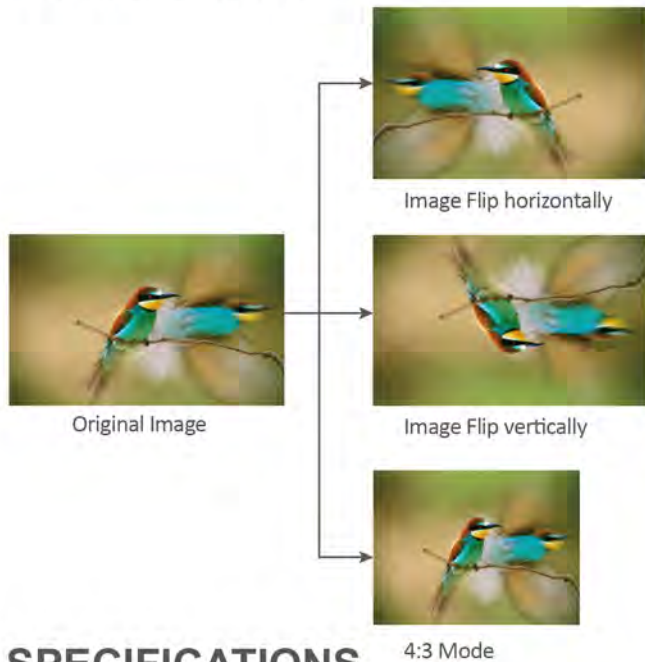 Image Flip horizontally
Original Image
Image Flip vertically
4:3 Mode
SPECIFICATIONS